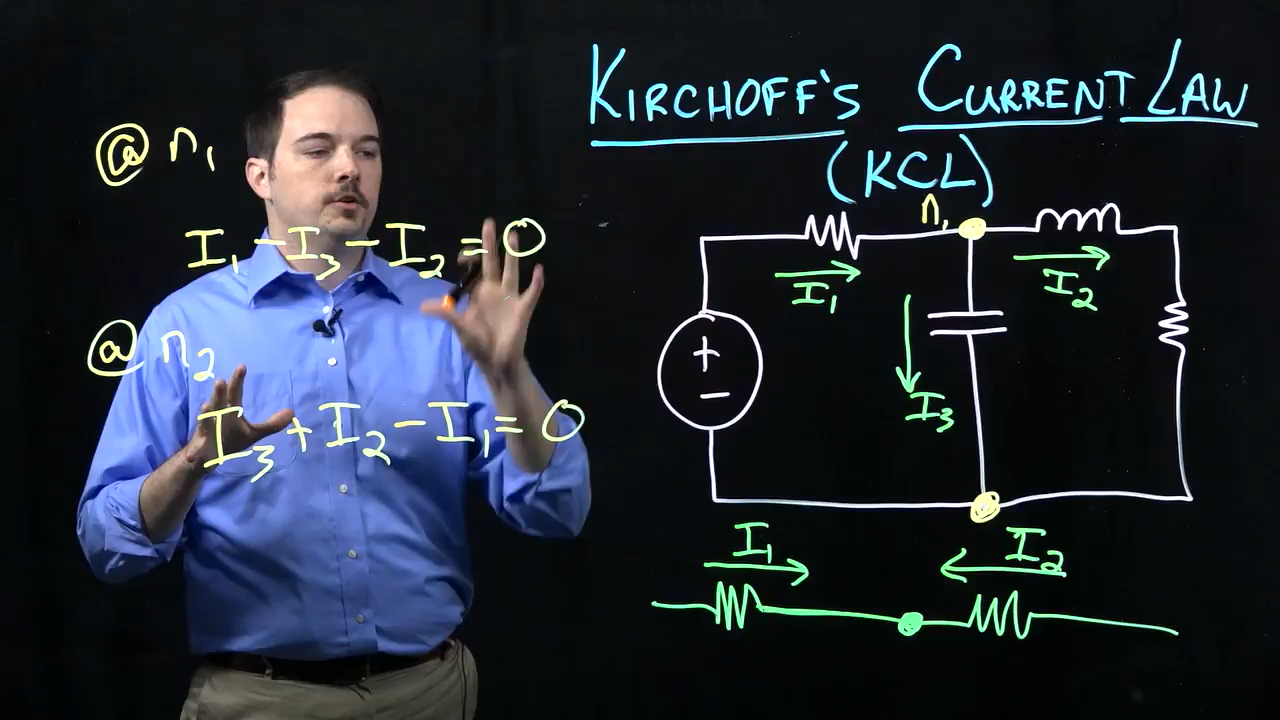 KIRCHOFF'S CURRENT LAW
(KCL)
@ n₁
I₁ - I₃ - I₂ = 0
@ n₂
I₃ + I₂ - I₁ = 0
n₁
I₁
I₂
+
−
I₃
I₁
I₂